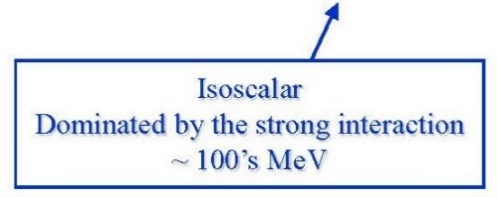 Isoscalar
Dominated by the strong interaction
~ 100's MeV